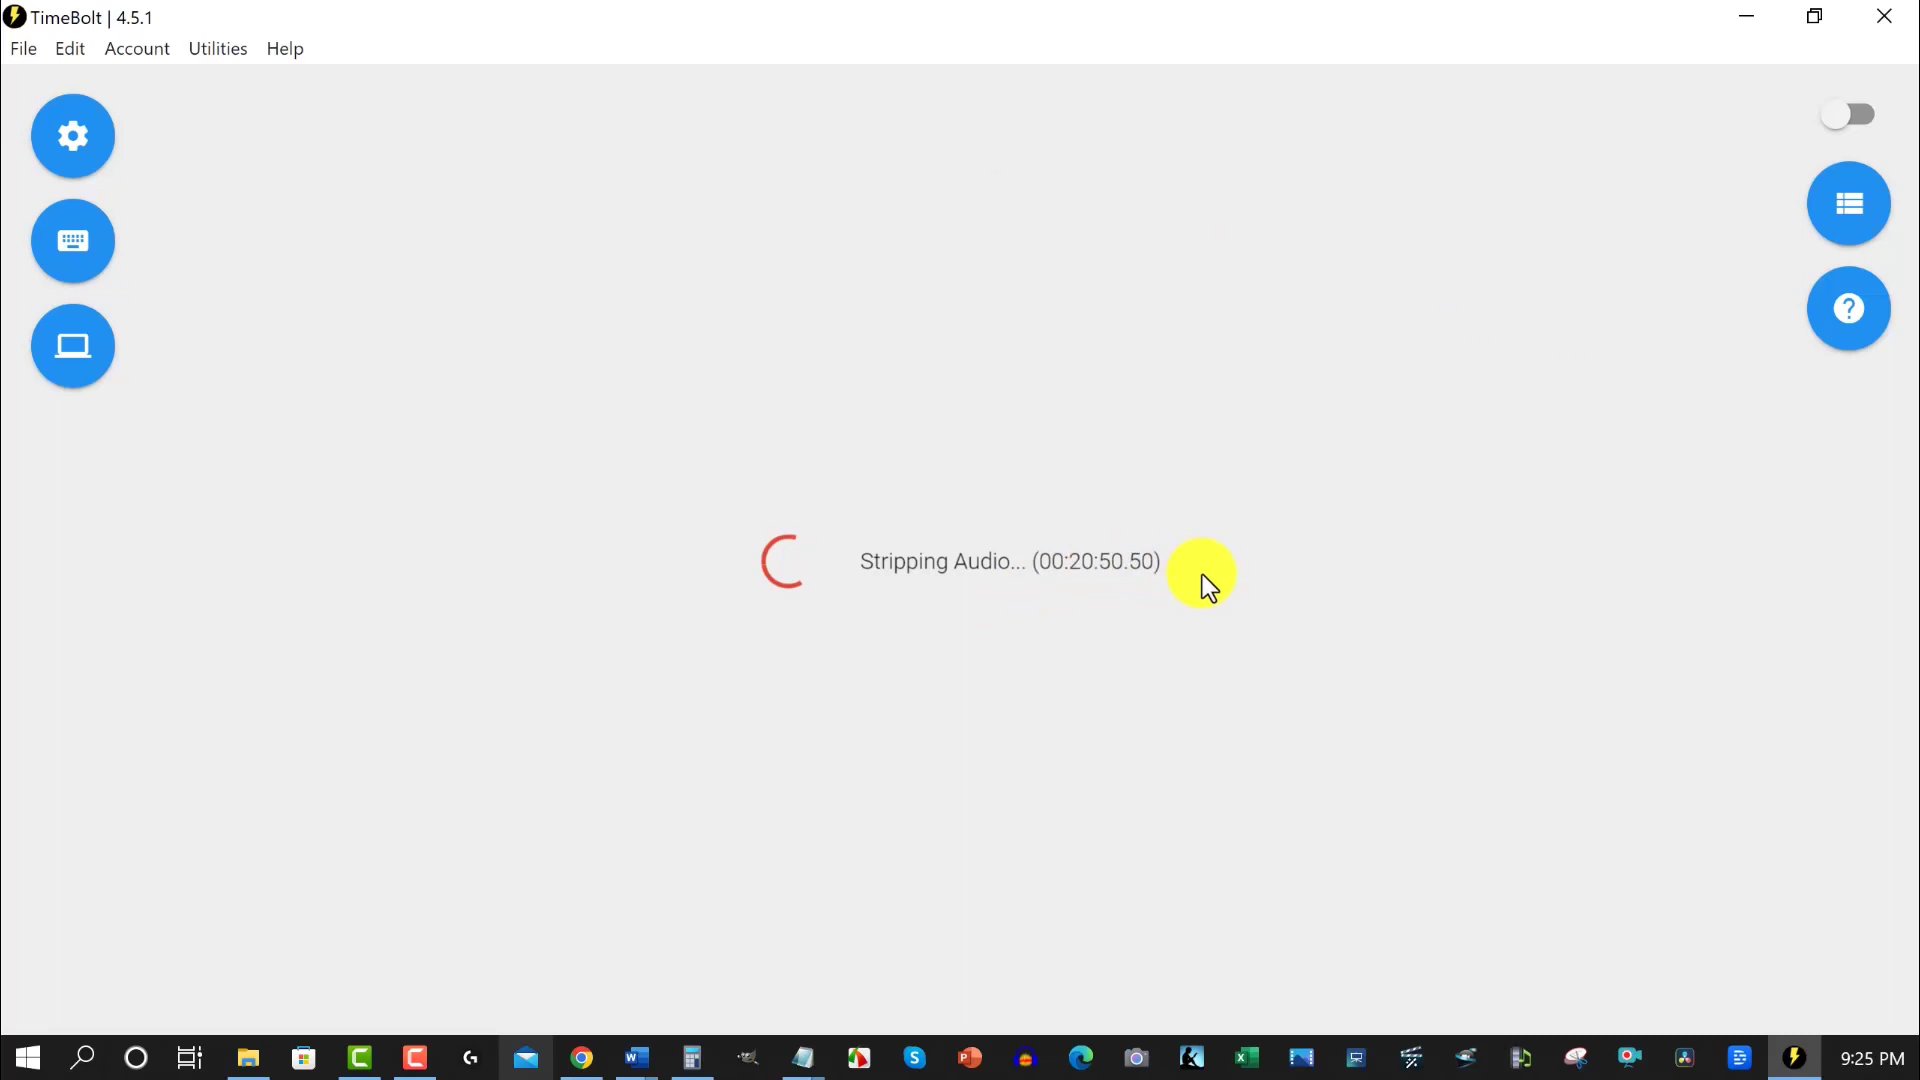 TimeBolt | 4.5.1
File Edit Account Utilities Help
Stripping Audio... (00:20:50.50)
9:25 PM